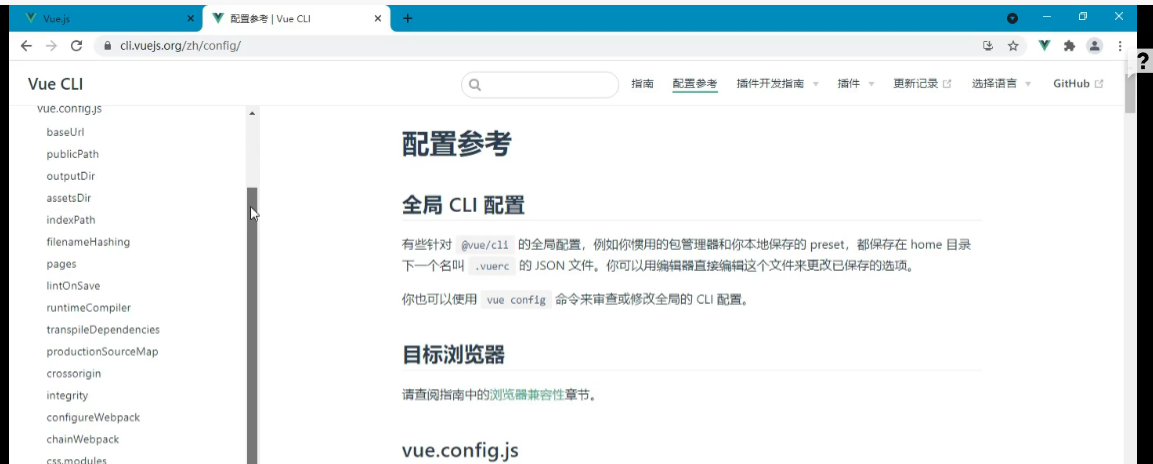 Vue.js
配置参考 | Vue CLI
cli.vuejs.org/zh/config/
Vue CLI
指南 配置参考 插件开发指南 插件 更新记录 选择语言 GitHub
vue.config.js
baseUrl
publicPath
outputDir
assetsDir
indexPath
filenameHashing
pages
lintOnSave
runtimeCompiler
transpileDependencies
productionSourceMap
crossorigin
integrity
configureWebpack
chainWebpack
css.modules
配置参考
全局 CLI 配置
有些针对 @vue/cli 的全局配置，例如你惯用的包管理器和你本地保存的 preset，都保存在 home 目录
下一个名叫 .vuerc 的 JSON 文件。你可以用编辑器直接编辑这个文件来更改已保存的选项。
你也可以使用 vue config 命令来审查或修改全局的 CLI 配置。
目标浏览器
请查阅指南中的浏览器兼容性章节。
vue.config.js
?